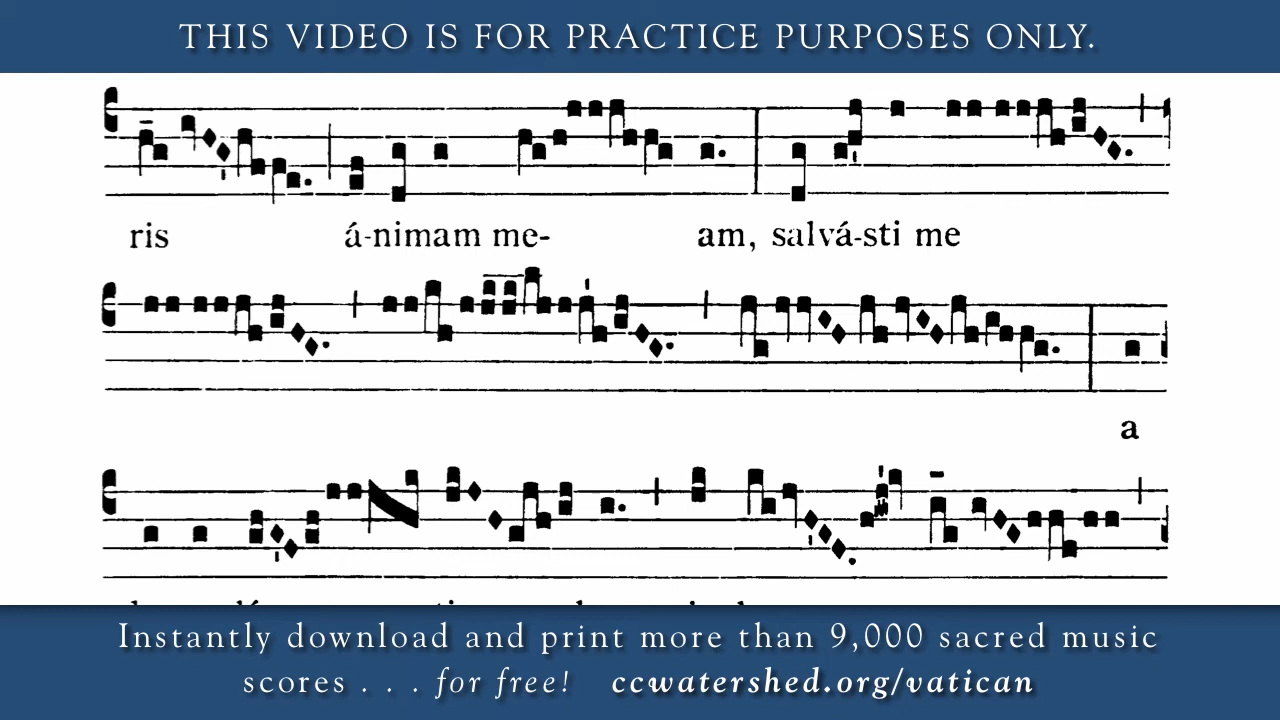 THIS VIDEO IS FOR PRACTICE PURPOSES ONLY.
ris á-nimam me- am, salvá-sti me
a
Instantly download and print more than 9,000 sacred music
scores . . . for free! ccwatershed.org/vatican